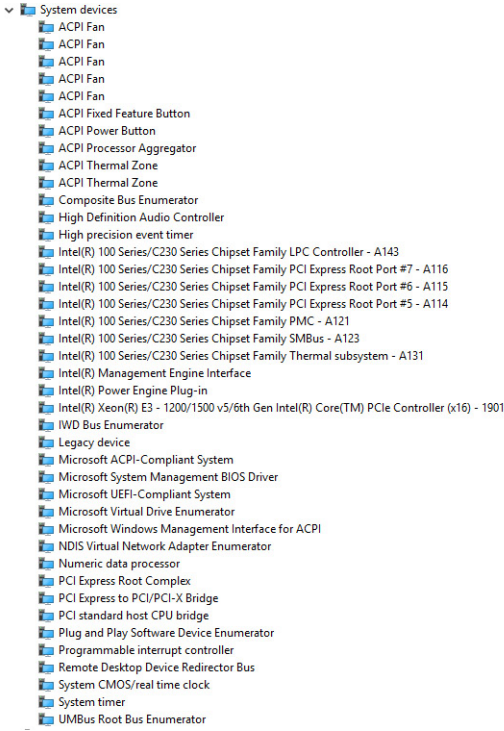 System devices
ACPI Fan
ACPI Fan
ACPI Fan
ACPI Fan
ACPI Fan
ACPI Fixed Feature Button
ACPI Power Button
ACPI Processor Aggregator
ACPI Thermal Zone
ACPI Thermal Zone
Composite Bus Enumerator
High Definition Audio Controller
High precision event timer
Intel(R) 100 Series/C230 Series Chipset Family LPC Controller - A143
Intel(R) 100 Series/C230 Series Chipset Family PCI Express Root Port #7 - A116
Intel(R) 100 Series/C230 Series Chipset Family PCI Express Root Port #6 - A115
Intel(R) 100 Series/C230 Series Chipset Family PCI Express Root Port #5 - A114
Intel(R) 100 Series/C230 Series Chipset Family PMC - A121
Intel(R) 100 Series/C230 Series Chipset Family SMBus - A123
Intel(R) 100 Series/C230 Series Chipset Family Thermal subsystem - A131
Intel(R) Management Engine Interface
Intel(R) Power Engine Plug-in
Intel(R) Xeon(R) E3 - 1200/1500 v5/6th Gen Intel(R) Core(TM) PCIe Controller (x16) - 1901
IWD Bus Enumerator
Legacy device
Microsoft ACPI-Compliant System
Microsoft System Management BIOS Driver
Microsoft UEFI-Compliant System
Microsoft Virtual Drive Enumerator
Microsoft Windows Management Interface for ACPI
NDIS Virtual Network Adapter Enumerator
Numeric data processor
PCI Express Root Complex
PCI Express to PCI/PCI-X Bridge
PCI standard host CPU bridge
Plug and Play Software Device Enumerator
Programmable interrupt controller
Remote Desktop Device Redirector Bus
System CMOS/real time clock
System timer
UMBus Root Bus Enumerator